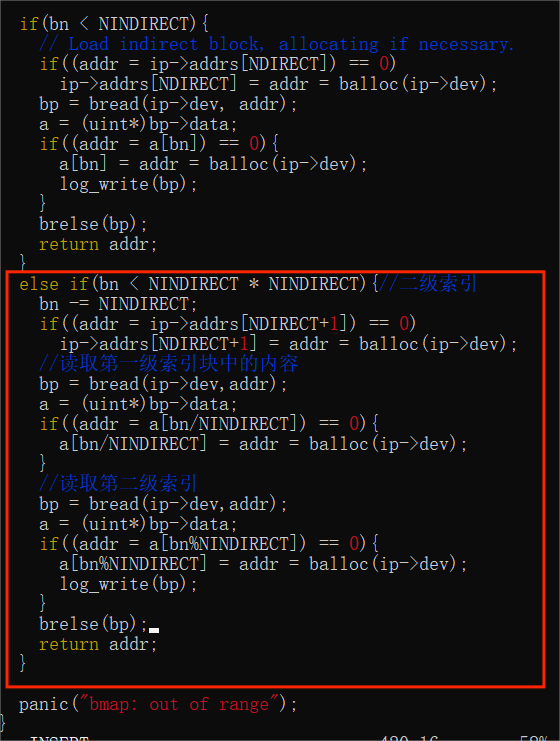 if(bn < NINDIRECT){
// Load indirect block, allocating if necessary.
if((addr = ip->addrs[NDIRECT]) == 0)
ip->addrs[NDIRECT] = addr = balloc(ip->dev);
bp = bread(ip->dev, addr);
a = (uint*)bp->data;
if((addr = a[bn]) == 0){
a[bn] = addr = balloc(ip->dev);
log_write(bp);
}
brelse(bp);
return addr;
}
else if(bn < NINDIRECT * NINDIRECT){//二级索引
bn -= NINDIRECT;
if((addr = ip->addrs[NDIRECT+1]) == 0)
ip->addrs[NDIRECT+1] = addr = balloc(ip->dev);
//读取第一级索引块中的内容
bp = bread(ip->dev,addr);
a = (uint*)bp->data;
if((addr = a[bn/NINDIRECT]) == 0){
a[bn/NINDIRECT] = addr = balloc(ip->dev);
}
//读取第二级索引
bp = bread(ip->dev,addr);
a = (uint*)bp->data;
if((addr = a[bn%NINDIRECT]) == 0){
a[bn%NINDIRECT] = addr = balloc(ip->dev);
log_write(bp);
}
brelse(bp);
return addr;
}
panic("bmap: out of range");
}